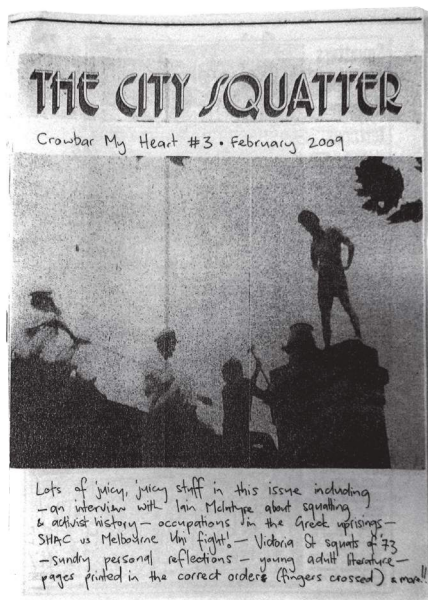 THE CITY SQUATTER
Crowbar My Heart #3 • February 2009
Lots of juicy, juicy stuff in this issue including
– an interview with Iain McIntyre about squatting
& activist history – occupations in the Greek uprisings –
SHAC vs Melbourne Uni fight! – Victoria St squats of '73
– sundry personal reflections – young adult literature –
pages printed in the correct order (fingers crossed) & more!!